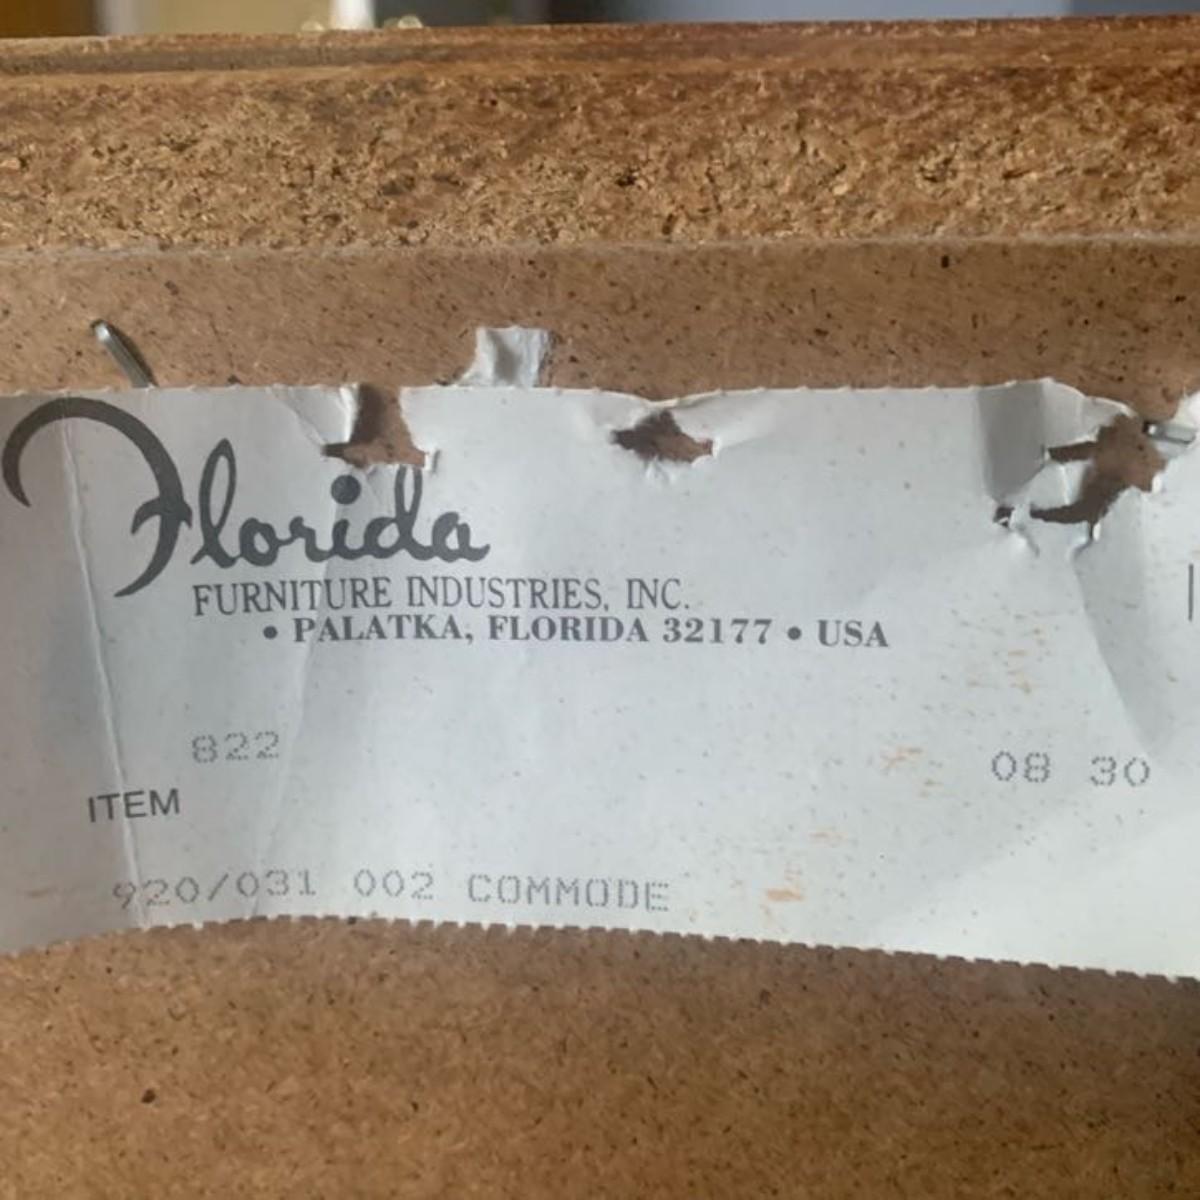 Florida
FURNITURE INDUSTRIES, INC.
• PALATKA, FLORIDA 32177 • USA
822
08 30
ITEM
920/031 002 COMMODE